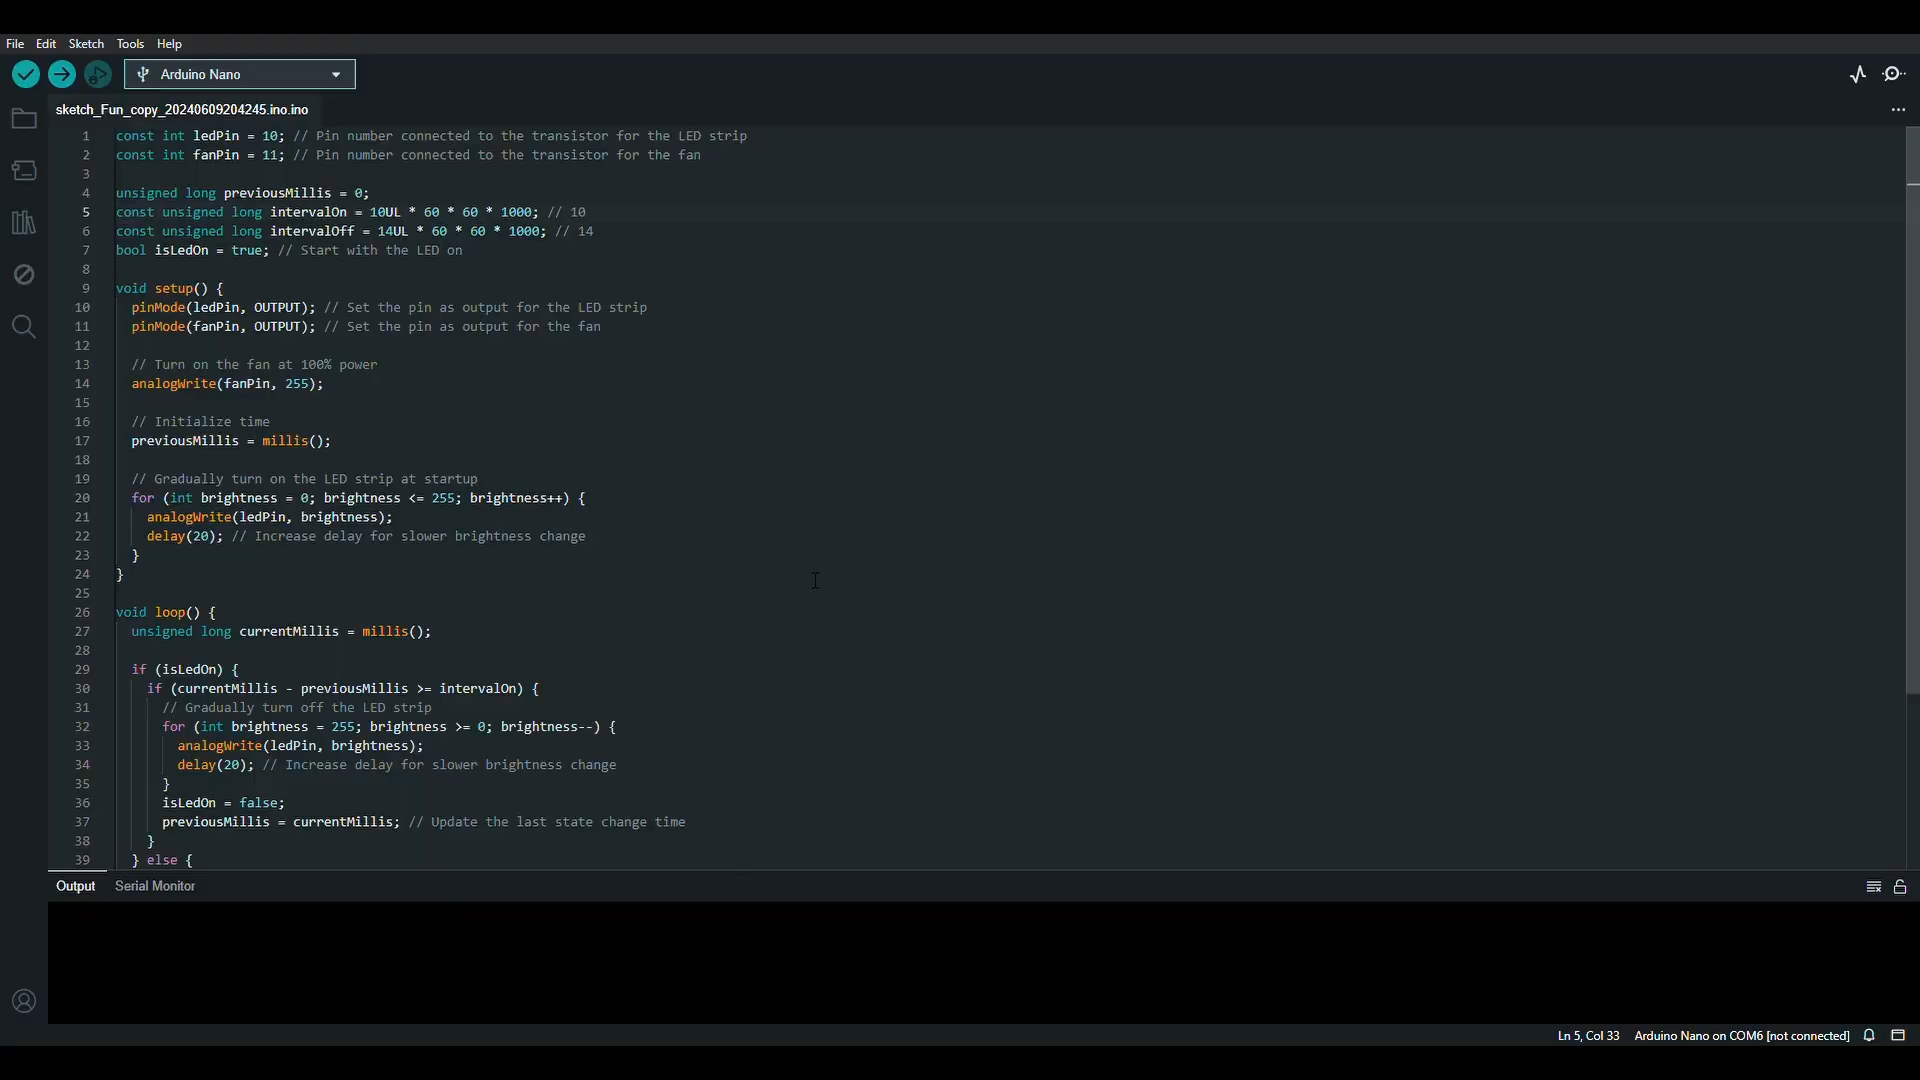 File Edit Sketch Tools Help
Arduino Nano
sketch_Fun_copy_20240609204245.ino.ino
1 const int ledPin = 10; // Pin number connected to the transistor for the LED strip
2 const int fanPin = 11; // Pin number connected to the transistor for the fan
3
4 unsigned long previousMillis = 0;
5 const unsigned long intervalOn = 10UL * 60 * 60 * 1000; // 10
6 const unsigned long intervalOff = 14UL * 60 * 60 * 1000; // 14
7 bool isLedOn = true; // Start with the LED on
8
9 void setup() {
10 pinMode(ledPin, OUTPUT); // Set the pin as output for the LED strip
11 pinMode(fanPin, OUTPUT); // Set the pin as output for the fan
12
13 // Turn on the fan at 100% power
14 analogWrite(fanPin, 255);
15
16 // Initialize time
17 previousMillis = millis();
18
19 // Gradually turn on the LED strip at startup
20 for (int brightness = 0; brightness <= 255; brightness++) {
21 analogWrite(ledPin, brightness);
22 delay(20); // Increase delay for slower brightness change
23 }
24 }
25
26 void loop() {
27 unsigned long currentMillis = millis();
28
29 if (isLedOn) {
30 if (currentMillis - previousMillis >= intervalOn) {
31 // Gradually turn off the LED strip
32 for (int brightness = 255; brightness >= 0; brightness--) {
33 analogWrite(ledPin, brightness);
34 delay(20); // Increase delay for slower brightness change
35 }
36 isLedOn = false;
37 previousMillis = currentMillis; // Update the last state change time
38 }
39 } else {
Output Serial Monitor
Ln 5, Col 33 Arduino Nano on COM6 [not connected]